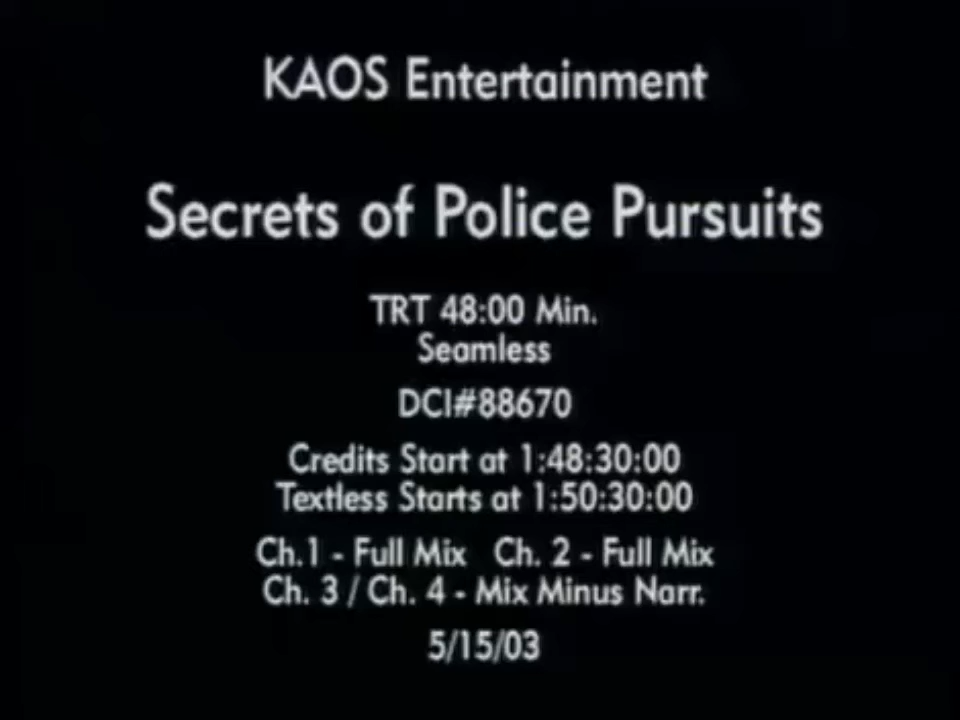 KAOS Entertainment
Secrets of Police Pursuits
TRT 48:00 Min.
Seamless
DCI#88670
Credits Start at 1:48:30:00
Textless Starts at 1:50:30:00
Ch.1 - Full Mix   Ch. 2 - Full Mix
Ch. 3 / Ch. 4 - Mix Minus Narr.
5/15/03